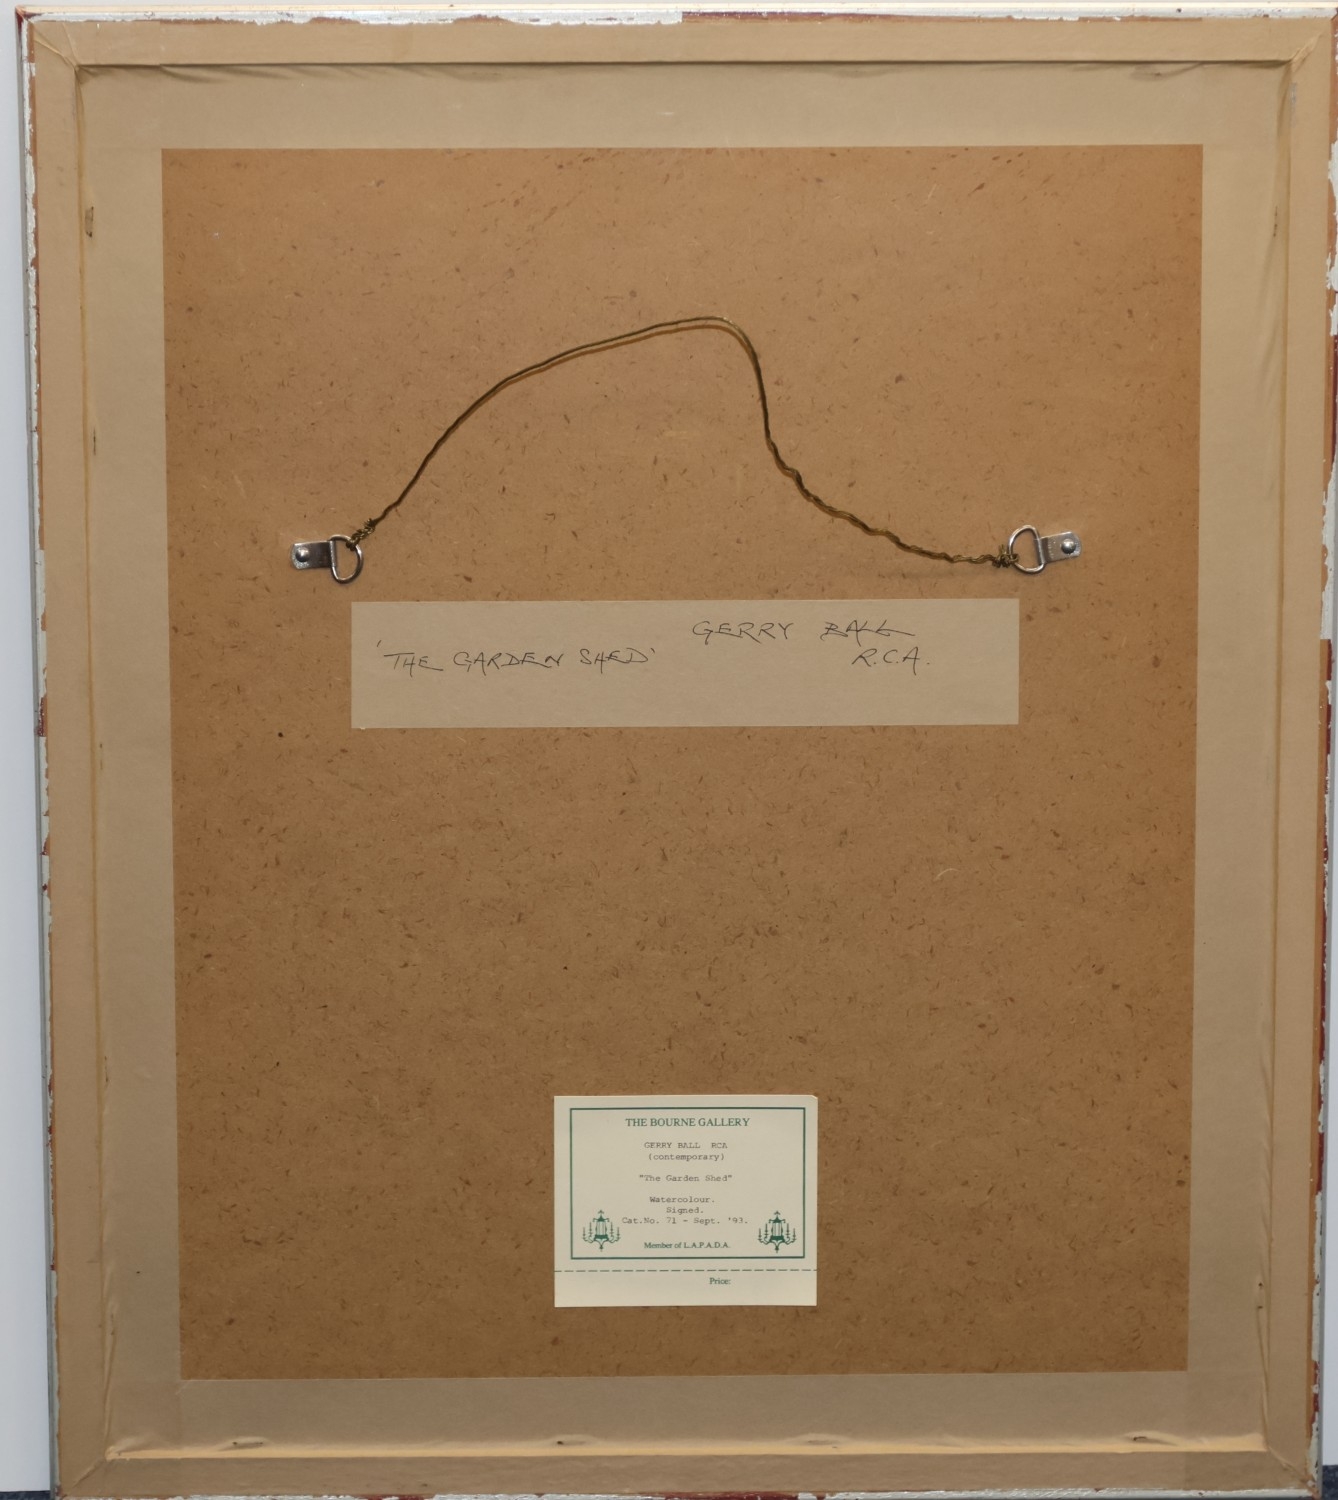 GERRY BALL
'THE GARDEN SHED' R.C.A.
THE BOURNE GALLERY
GERRY BALL RCA
(contemporary)
"The Garden Shed"
Watercolour.
Signed.
Cat.No. 71 - Sept. '93.
Member of L.A.P.A.D.A.
Price: